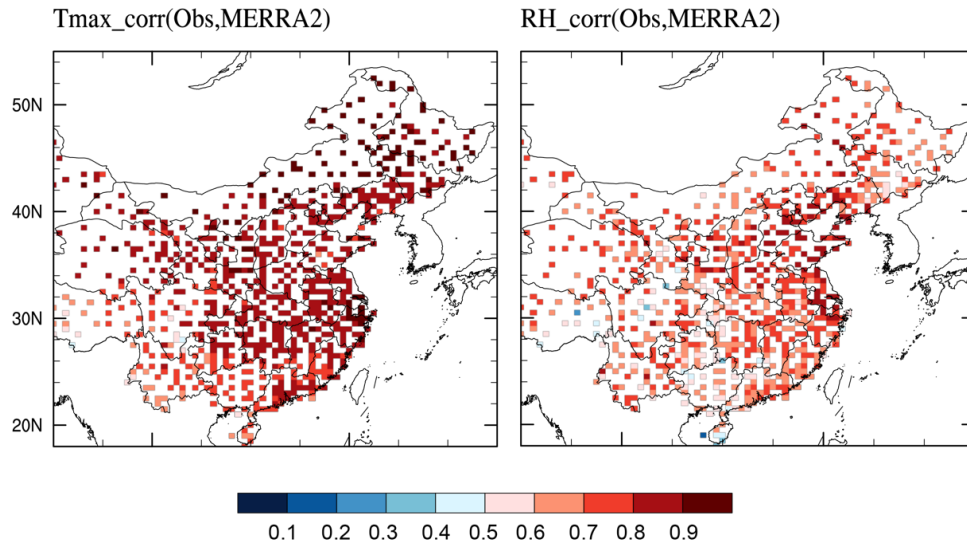 Tmax_corr(Obs,MERRA2)
RH_corr(Obs,MERRA2)
50N
40N
30N
20N
0.1 0.2 0.3 0.4 0.5 0.6 0.7 0.8 0.9